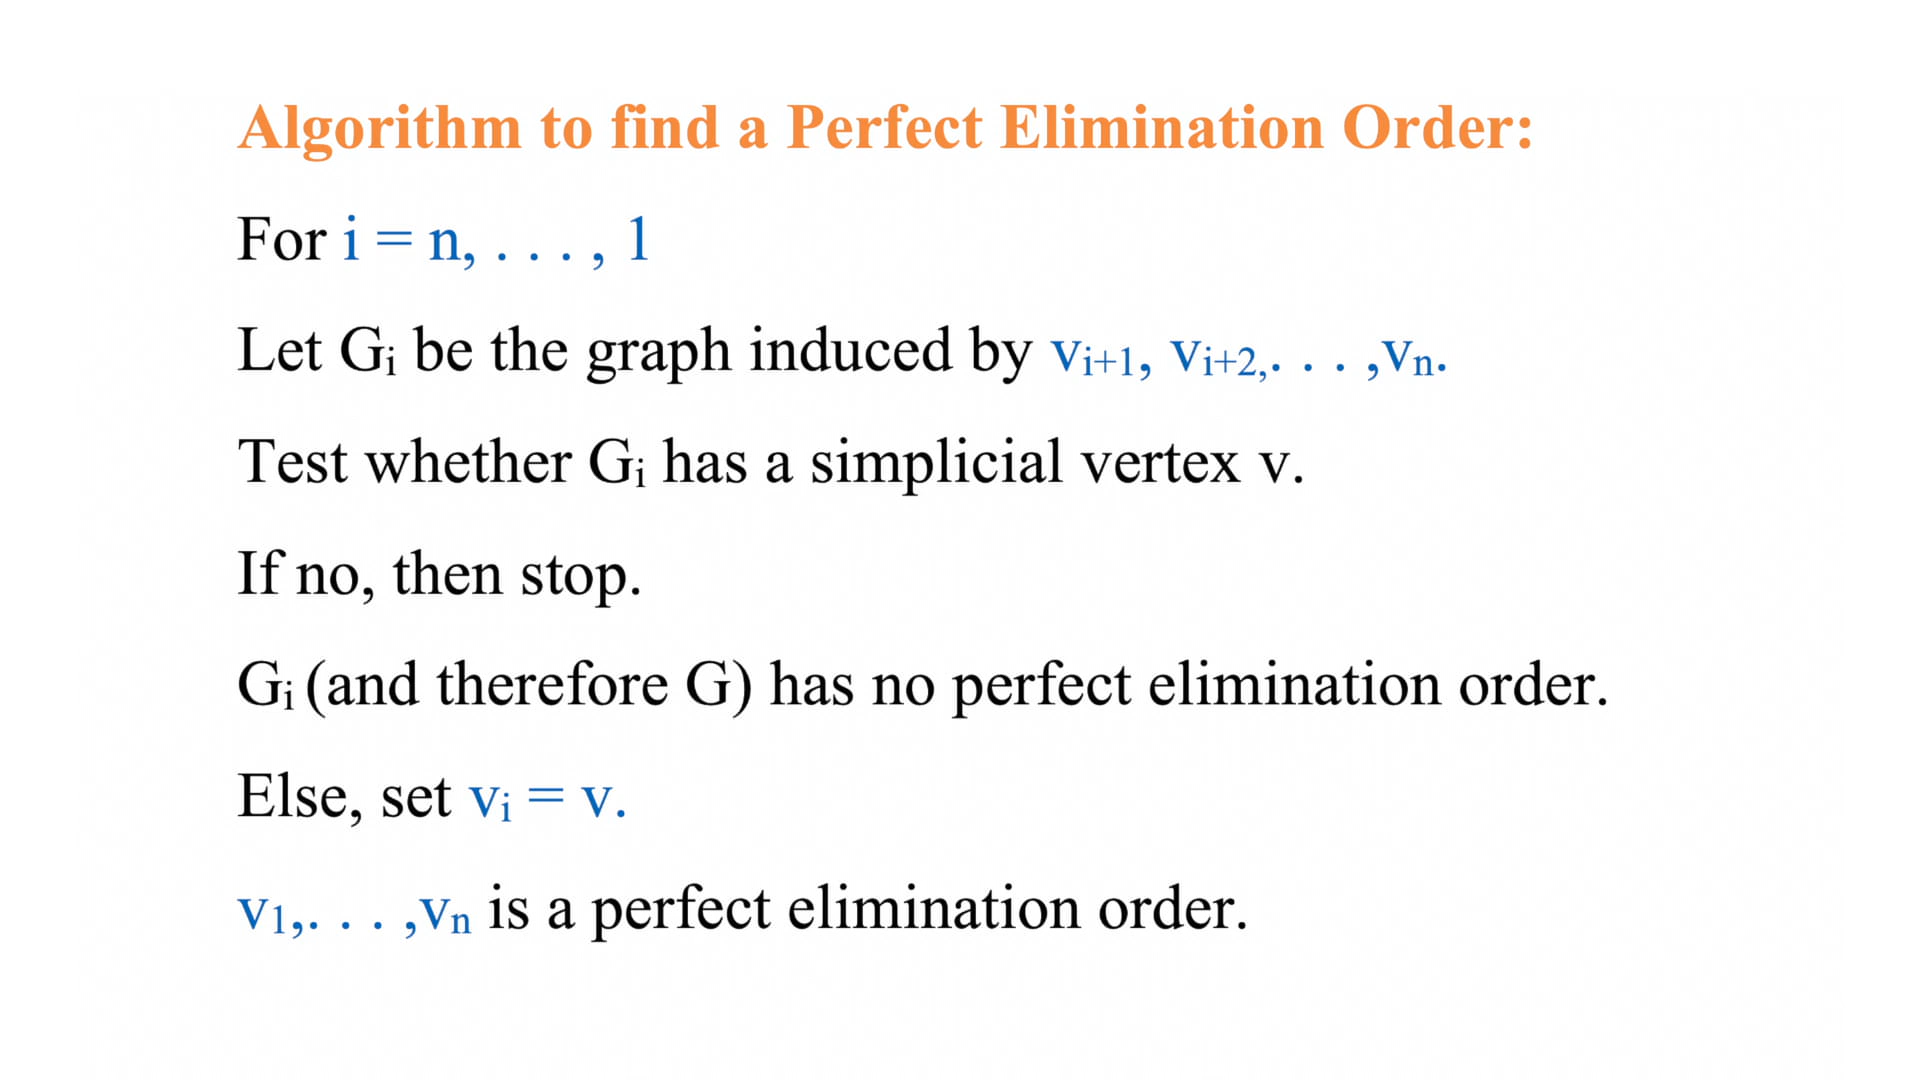 Algorithm to find a Perfect Elimination Order:
For i = n, . . . , 1
Let Gi be the graph induced by vi+1, vi+2,. . . ,vn.
Test whether Gi has a simplicial vertex v.
If no, then stop.
Gi (and therefore G) has no perfect elimination order.
Else, set vi = v.
v1,. . . ,vn is a perfect elimination order.